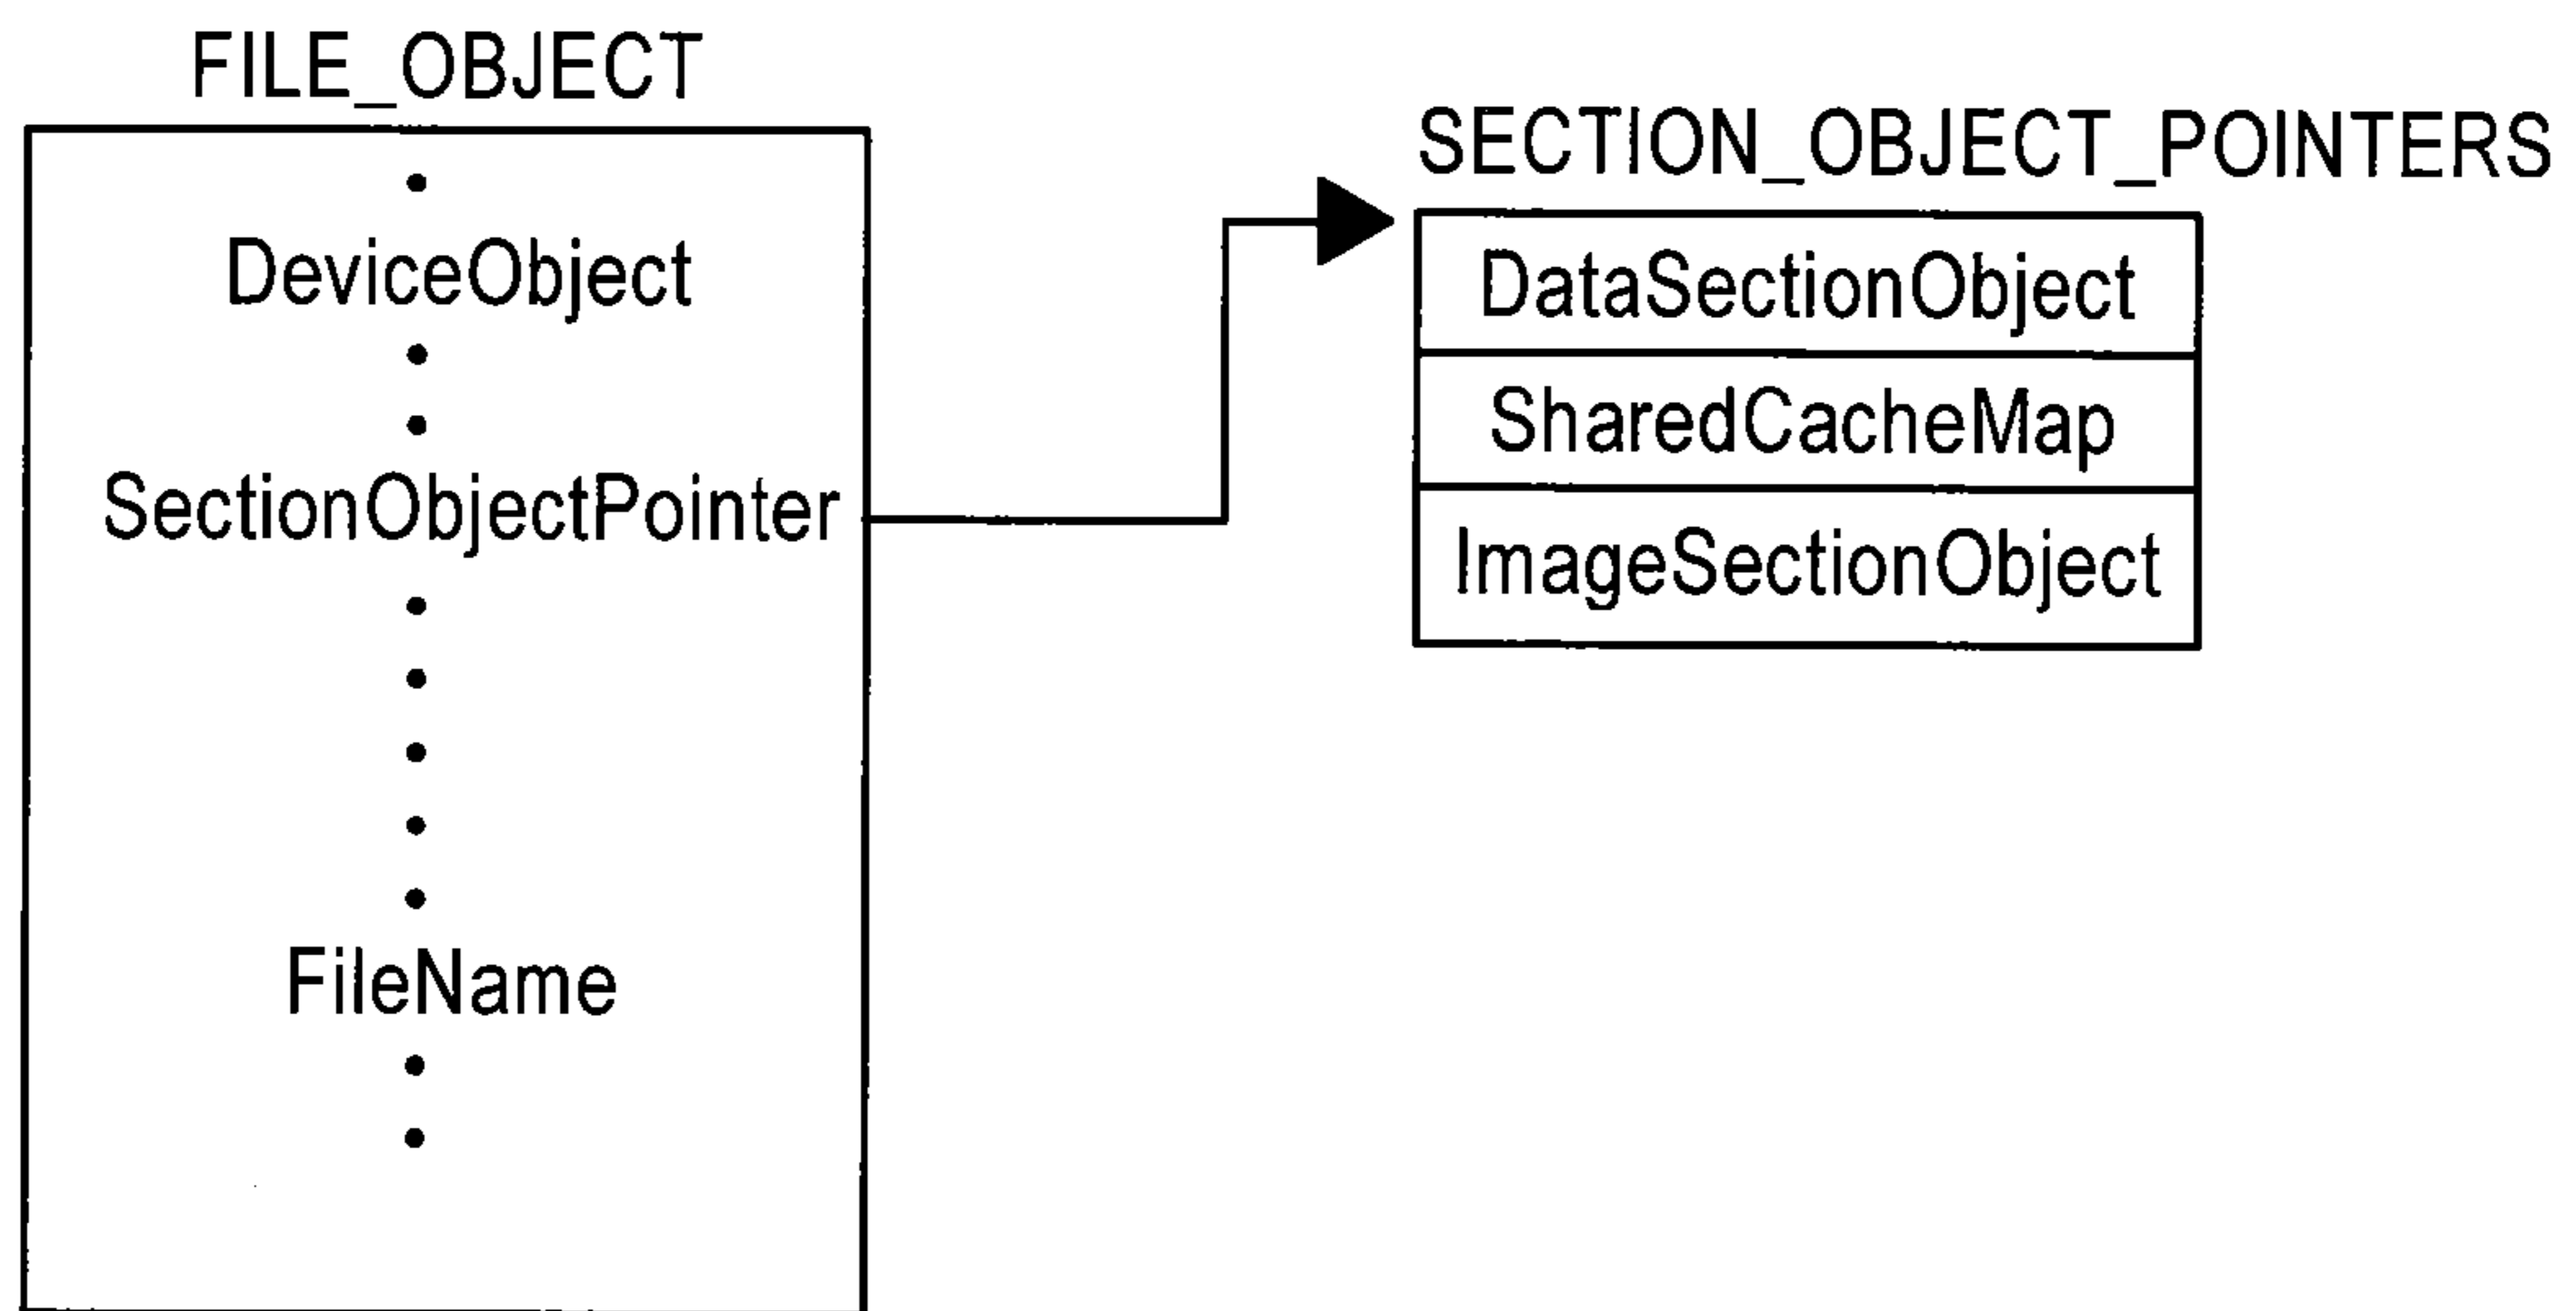 FILE_OBJECT
DeviceObject
SectionObjectPointer
FileName
SECTION_OBJECT_POINTERS
DataSectionObject
SharedCacheMap
ImageSectionObject